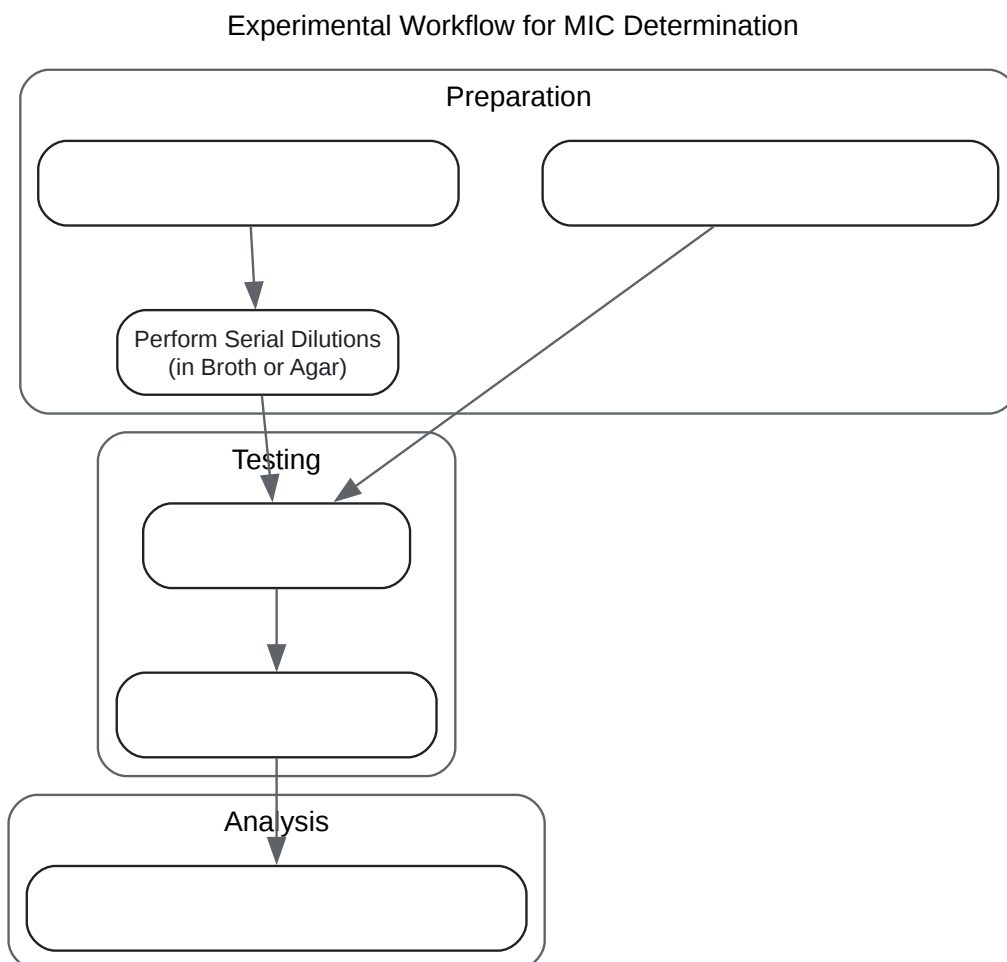 Experimental Workflow for MIC Determination
Preparation
Perform Serial Dilutions
(in Broth or Agar)
Testing
Analysis